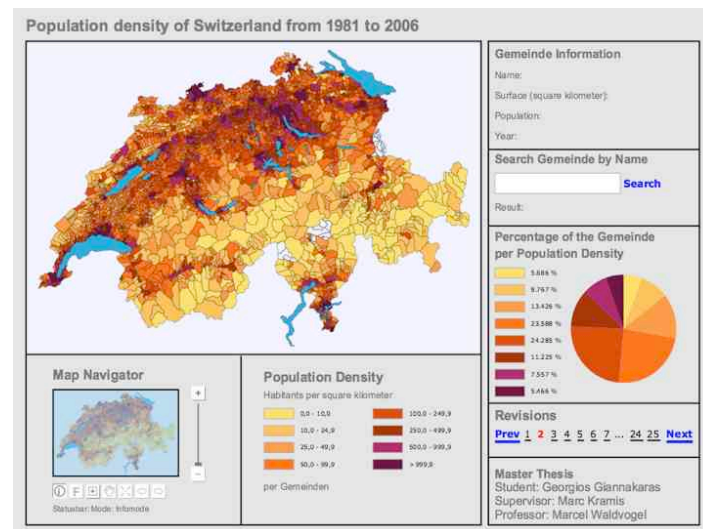 Population density of Switzerland from 1981 to 2006
Gemeinde Information
Name:
Surface (square kilometer):
Population:
Year:
Search Gemeinde by Name
Search
Result:
Percentage of the Gemeinde
per Population Density
5.686 %
9.767 %
13.426 %
23.588 %
24.285 %
11.225 %
7.557 %
5.466 %
Map Navigator
+
-
i F
Statusbar: Mode: Infomode
Population Density
Habitants per square kilometer
0,0 - 10,9
10,0 - 24,9
25,0 - 49,9
50,0 - 99,9
100,0 - 249,9
250,0 - 499,9
500,0 - 999,9
> 999,9
per Gemeinden
Revisions
Prev 1 2 3 4 5 6 7 ... 24 25 Next
Master Thesis
Student: Georgios Giannakaras
Supervisor: Marc Kramis
Professor: Marcel Waldvogel